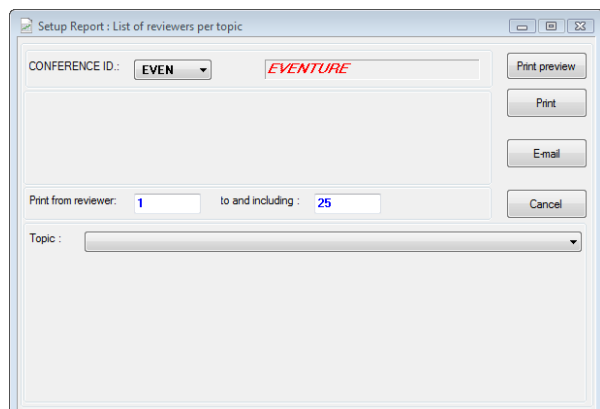 Setup Report : List of reviewers per topic
CONFERENCE ID.: EVEN EVENTURE
Print preview
Print
E-mail
Print from reviewer: 1 to and including : 25
Cancel
Topic :